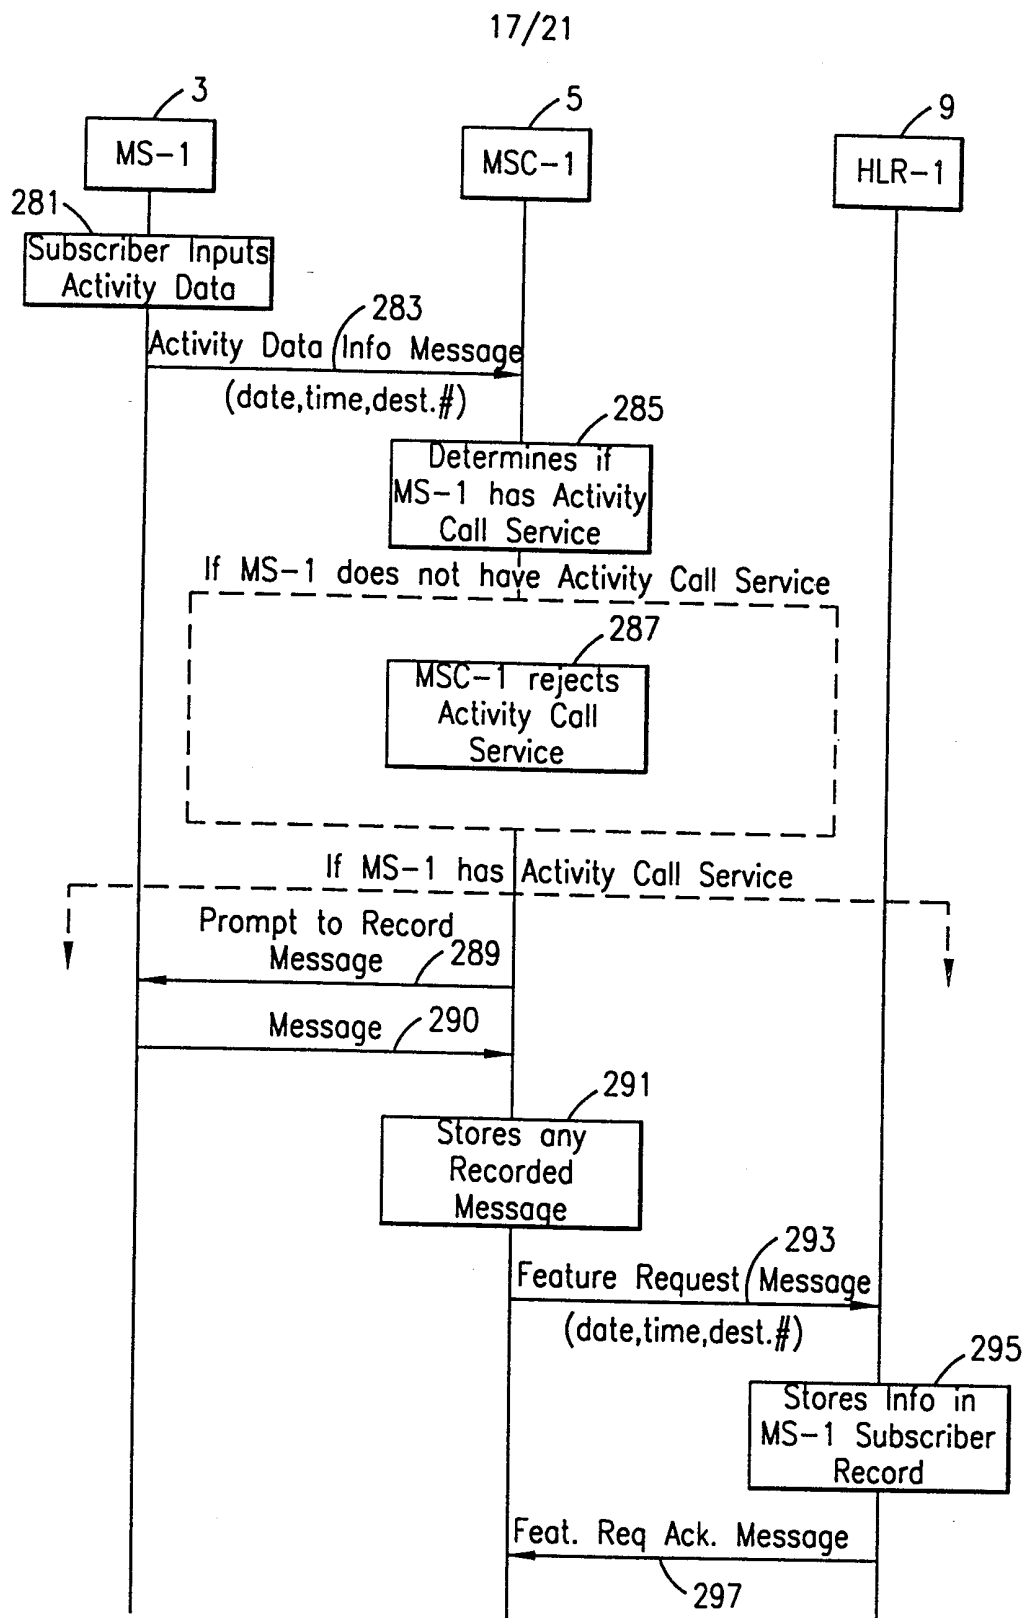 17/21
3
5
9
MS-1
MSC-1
HLR-1
281
Subscriber Inputs
Activity Data
283
Activity Data Info Message
(date,time,dest.#)
285
Determines if
MS-1 has Activity
Call Service
If MS-1 does not have Activity Call Service
287
MSC-1 rejects
Activity Call
Service
If MS-1 has Activity Call Service
Prompt to Record
Message
289
Message
290
291
Stores any
Recorded
Message
293
Feature Request Message
(date,time,dest.#)
295
Stores Info in
MS-1 Subscriber
Record
Feat. Req Ack. Message
297